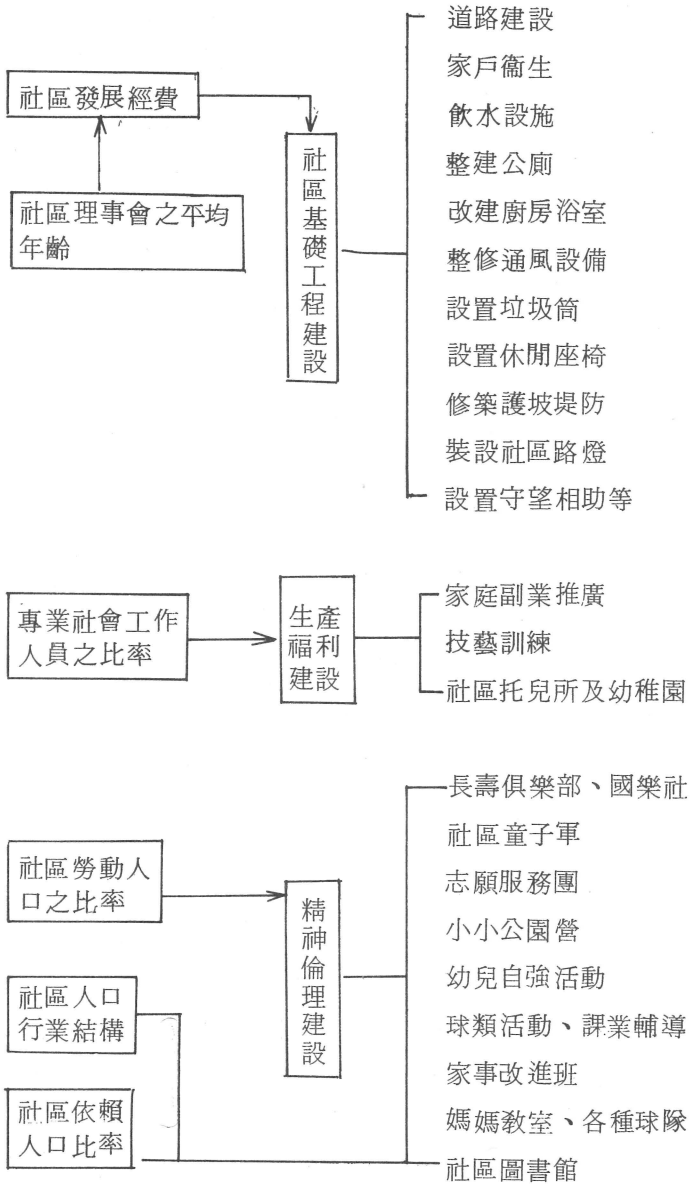 社區發展經費
社區理事會之平均
年齡
社區基礎工程建設
道路建設
家戶衞生
飲水設施
整建公廁
改建廚房浴室
整修通風設備
設置垃圾筒
設置休閒座椅
修築護坡堤防
裝設社區路燈
設置守望相助等
專業社會工作
人員之比率
生產
福利
建設
家庭副業推廣
技藝訓練
社區托兒所及幼稚園
社區勞動人
口之比率
社區人口
行業結構
社區依賴
人口比率
精神倫理建設
長壽俱樂部、國樂社
社區童子軍
志願服務團
小小公園營
幼兒自強活動
球類活動、課業輔導
家事改進班
媽媽教室、各種球隊
社區圖書館